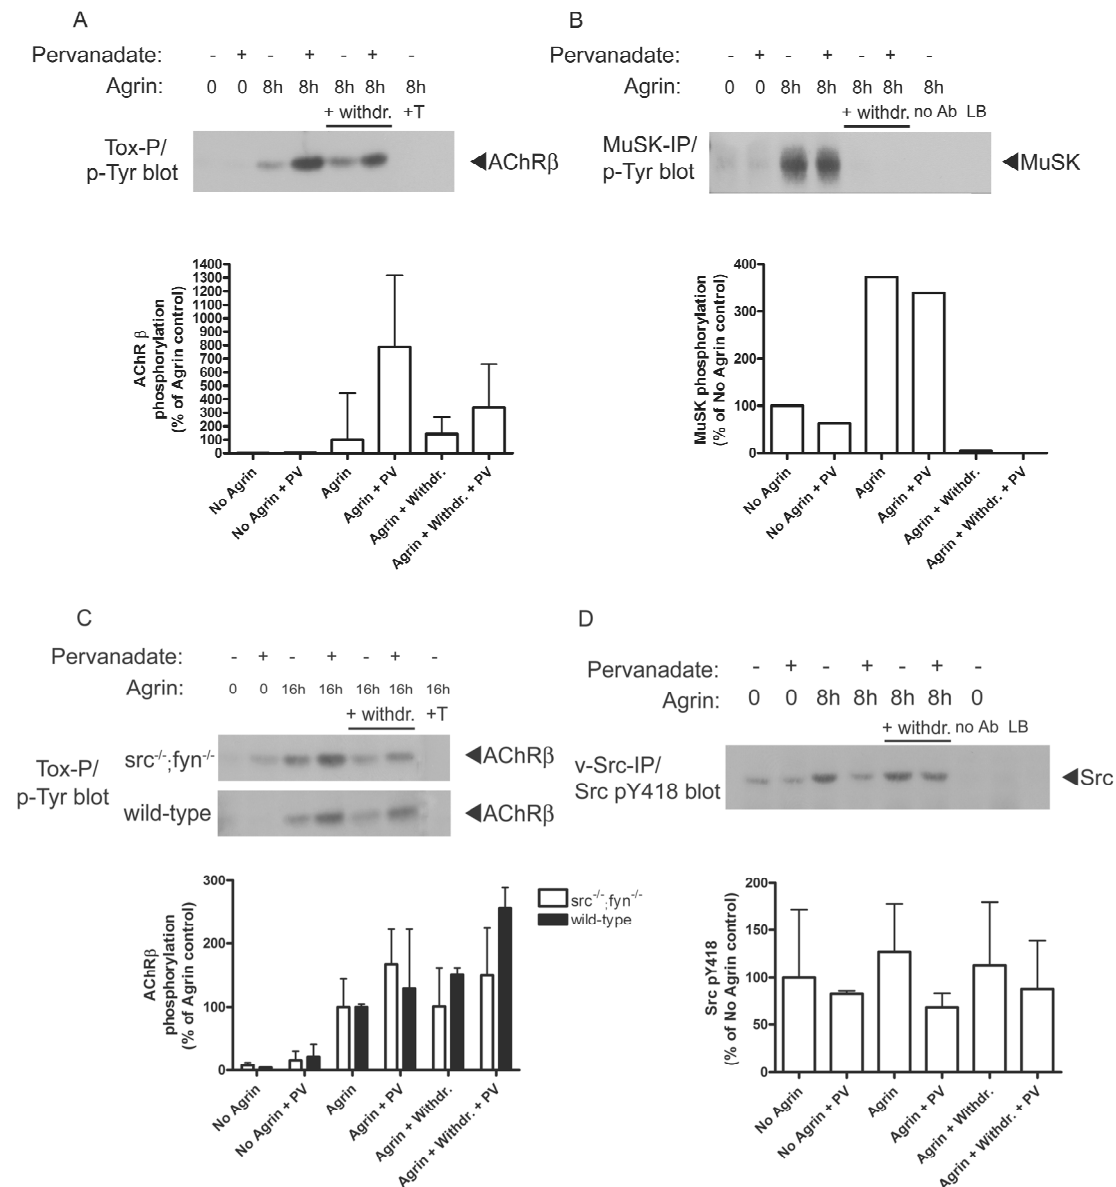 A
Pervanadate: - + - + - + -
Agrin: 0 0 8h 8h 8h 8h 8h
+ withdr. +T
Tox-P/
p-Tyr blot
◀AChRβ
1400
1300
1200
1100
1000
900
800
700
600
500
400
300
200
100
0
AChR β
phosphorylation
(% of Agrin control)
No Agrin
No Agrin + PV
Agrin
Agrin + PV
Agrin + Withdr.
Agrin + Withdr. + PV
B
Pervanadate: - + - + - + -
Agrin: 0 0 8h 8h 8h 8h 8h
+ withdr. no Ab LB
MuSK-IP/
p-Tyr blot
◀MuSK
400
300
200
100
0
MuSK phosphorylation
(% of No Agrin control)
No Agrin
No Agrin + PV
Agrin
Agrin + PV
Agrin + Withdr.
Agrin + Withdr. + PV
C
Pervanadate: - + - + - + -
Agrin: 0 0 16h 16h 16h 16h 16h
+ withdr. +T
Tox-P/
p-Tyr blot
src-/-;fyn-/-
◀AChRβ
wild-type
◀AChRβ
300
200
100
0
AChRβ
phosphorylation
(% of Agrin control)
src-/-;fyn-/-
wild-type
No Agrin
No Agrin + PV
Agrin
Agrin + PV
Agrin + Withdr.
Agrin + Withdr. + PV
D
Pervanadate: - + - + - + -
Agrin: 0 0 8h 8h 8h 8h 0
+ withdr. no Ab LB
v-Src-IP/
Src pY418 blot
◀Src
200
150
100
50
0
Src pY418
(% of No Agrin control)
No Agrin
No Agrin + PV
Agrin
Agrin + PV
Agrin + Withdr.
Agrin + Withdr. + PV